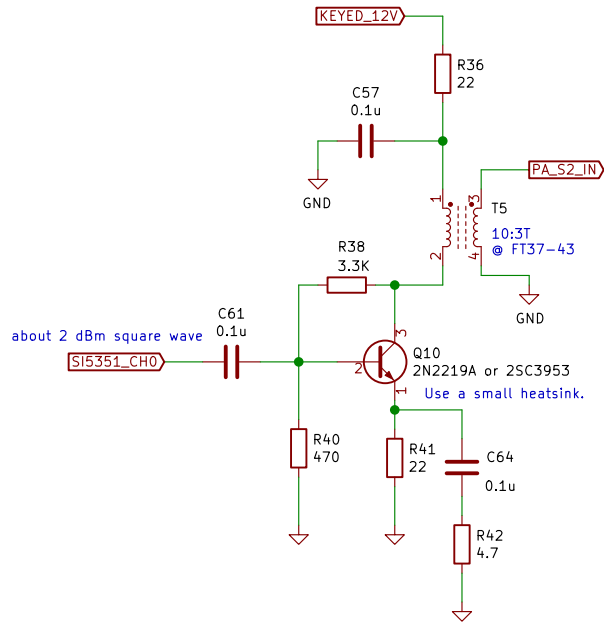 KEYED_12V
R36
22
C57
0.1u
GND
1
3
PA_S2_IN
T5
10:3T
@ FT37-43
2
4
GND
R38
3.3K
C61
0.1u
about 2 dBm square wave
SI5351_CH0
3
2
1
Q10
2N2219A or 2SC3953
Use a small heatsink.
R40
470
R41
22
C64
0.1u
R42
4.7